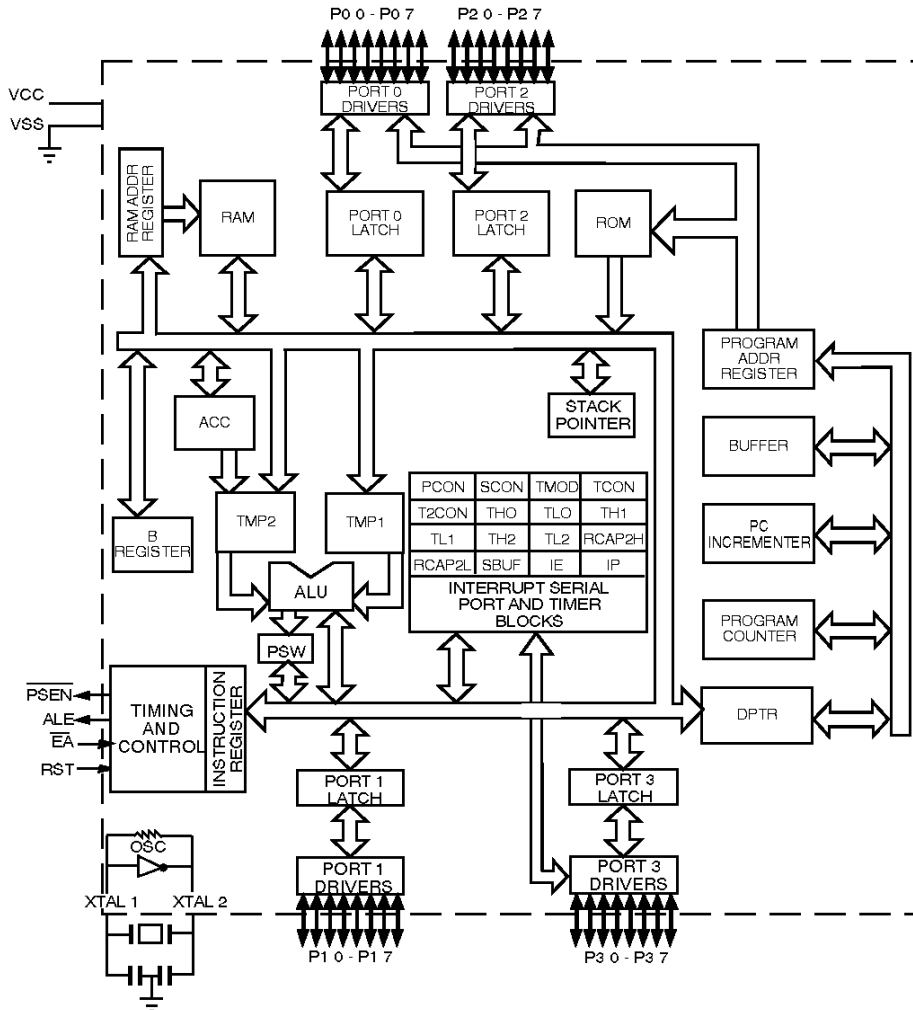 P0 0 - P0 7
P2 0 - P2 7
VCC
VSS
PORT 0
DRIVERS
PORT 2
DRIVERS
RAM ADDR
REGISTER
RAM
PORT 0
LATCH
PORT 2
LATCH
ROM
PROGRAM
ADDR
REGISTER
STACK
POINTER
ACC
BUFFER
B
REGISTER
TMP2
TMP1
PCON SCON TMOD TCON
T2CON TH0 TL0 TH1
TL1 TH2 TL2 RCAP2H
RCAP2L SBUF IE IP
INTERRUPT SERIAL
PORT AND TIMER
BLOCKS
PC
INCREMENTER
ALU
PSW
PROGRAM
COUNTER
PSEN
ALE
EA
RST
TIMING
AND
CONTROL
INSTRUCTION
REGISTER
DPTR
PORT 1
LATCH
PORT 3
LATCH
OSC
PORT 1
DRIVERS
PORT 3
DRIVERS
XTAL 1
XTAL 2
P1 0 - P1 7
P3 0 - P3 7